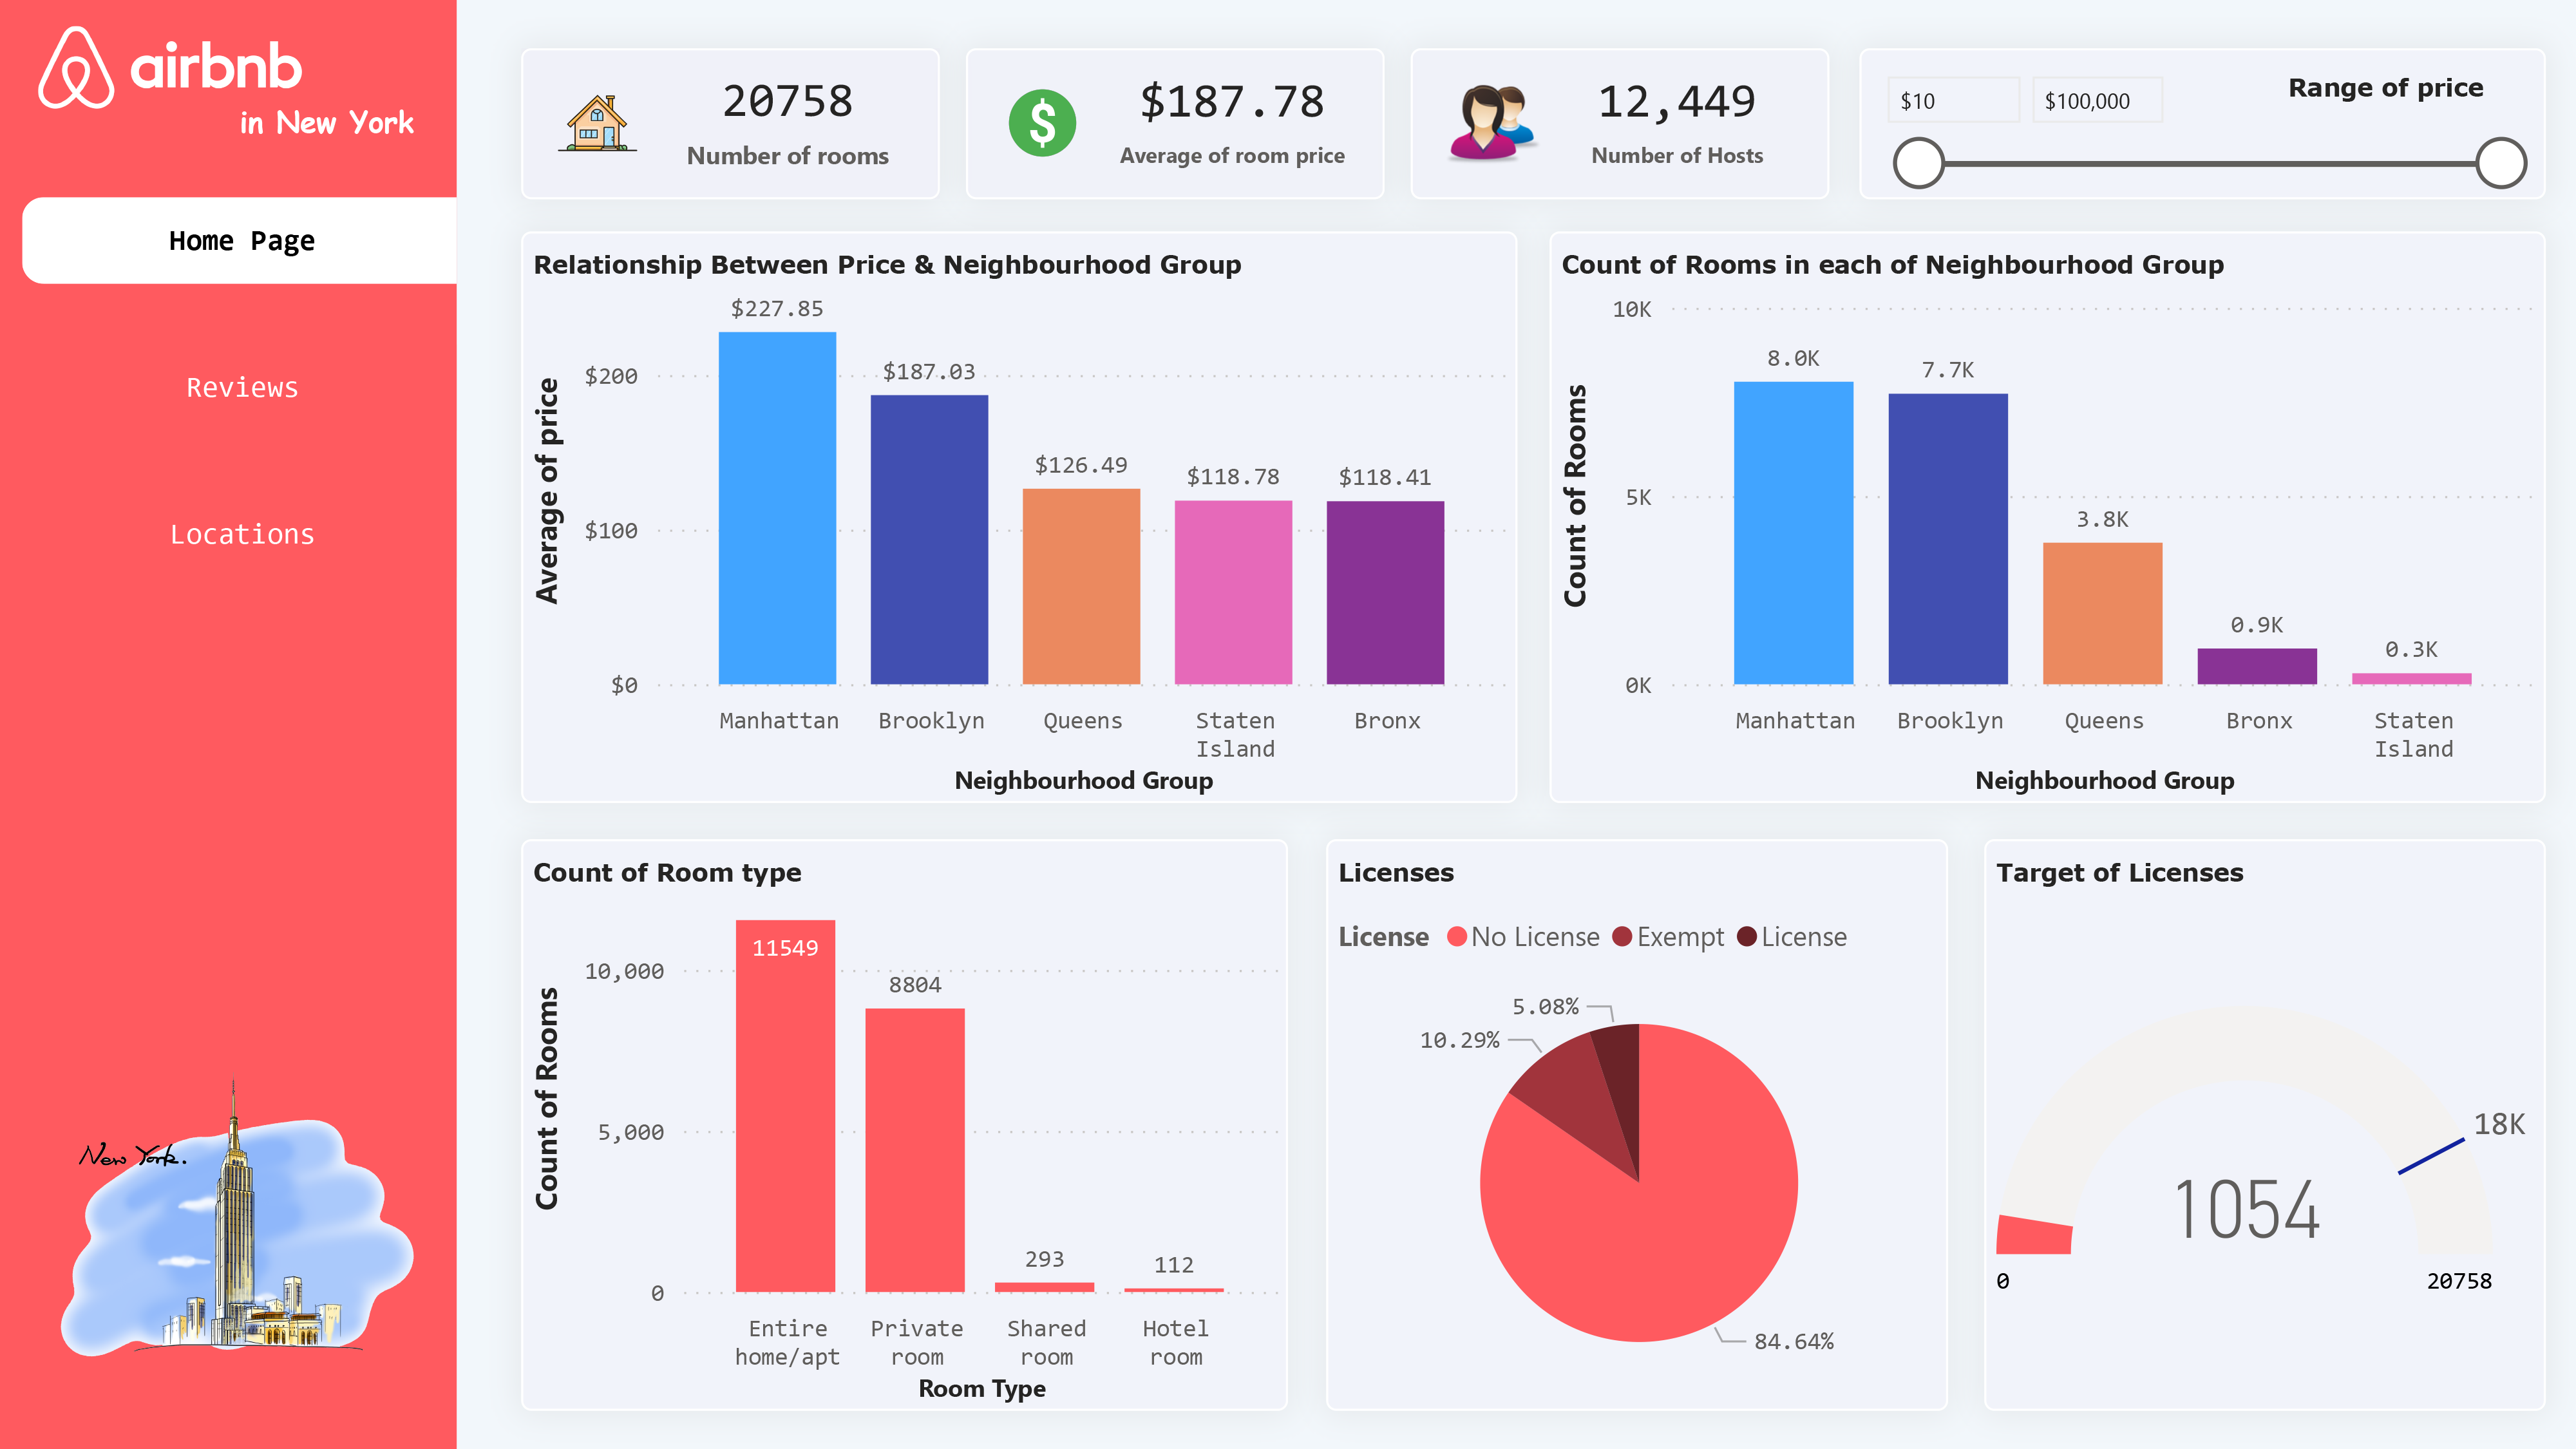 airbnb
in New York
Home Page
Reviews
Locations
New York.
20758
Number of rooms
$187.78
Average of room price
12,449
Number of Hosts
Range of price
$10
$100,000
Relationship Between Price & Neighbourhood Group
Average of price
$200
$100
$0
$227.85
$187.03
$126.49
$118.78
$118.41
Manhattan
Brooklyn
Queens
Staten
Island
Bronx
Neighbourhood Group
Count of Rooms in each of Neighbourhood Group
Count of Rooms
10K
5K
0K
8.0K
7.7K
3.8K
0.9K
0.3K
Manhattan
Brooklyn
Queens
Bronx
Staten
Island
Neighbourhood Group
Count of Room type
Count of Rooms
10,000
5,000
0
11549
8804
293
112
Entire
home/apt
Private
room
Shared
room
Hotel
room
Room Type
Licenses
License No License Exempt License
5.08%
10.29%
84.64%
Target of Licenses
18K
1054
0
20758